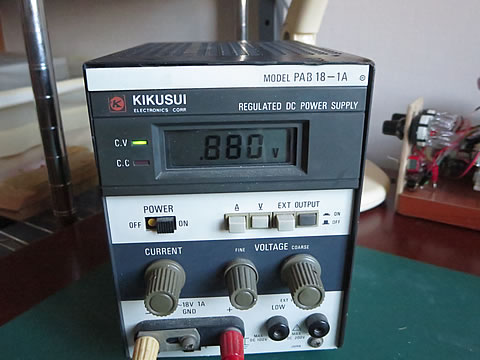 MODEL PAB 18-1A
KIKUSUI
ELECTRONICS CORP.
REGULATED DC POWER SUPPLY
C.V
C.C
.880 V
POWER
OFF ON
A V EXT OUTPUT
ON
OFF
CURRENT
FINE VOLTAGE COARSE
-18V 1A
GND +
LOW